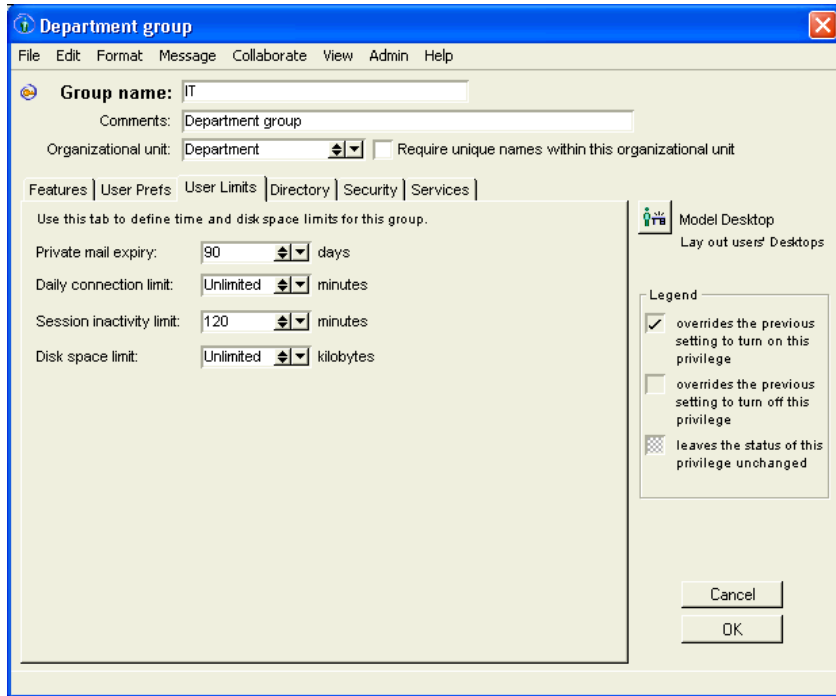 Department group
File Edit Format Message Collaborate View Admin Help
Group name: IT
Comments: Department group
Organizational unit: Department Require unique names within this organizational unit
Features User Prefs User Limits Directory Security Services
Use this tab to define time and disk space limits for this group.
Private mail expiry: 90 days
Daily connection limit: Unlimited minutes
Session inactivity limit: 120 minutes
Disk space limit: Unlimited kilobytes
Model Desktop
Lay out users' Desktops
Legend
overrides the previous
setting to turn on this
privilege
overrides the previous
setting to turn off this
privilege
leaves the status of this
privilege unchanged
Cancel
OK